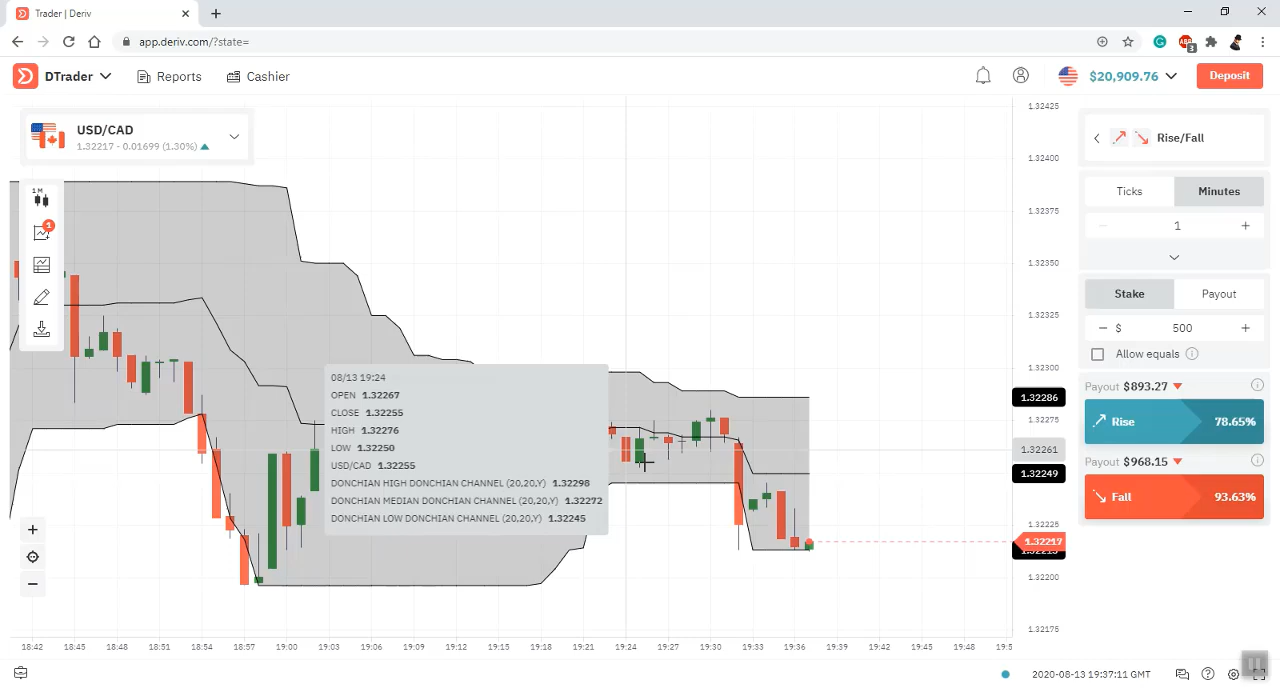 Trader | Deriv
app.deriv.com/?state=
3
DTrader
Reports
Cashier
$20,909.76
Deposit
USD/CAD
1.32217 - 0.01699 (1.30%)
1 M
1
08/13 19:24
OPEN 1.32267
CLOSE 1.32255
HIGH 1.32276
LOW 1.32250
USD/CAD 1.32255
DONCHIAN HIGH DONCHIAN CHANNEL (20,20,Y) 1.32298
DONCHIAN MEDIAN DONCHIAN CHANNEL (20,20,Y) 1.32272
DONCHIAN LOW DONCHIAN CHANNEL (20,20,Y) 1.32245
1.32425
1.32400
1.32375
1.32350
1.32325
1.32300
1.32286
1.32275
1.32261
1.32249
1.32225
1.32217
1.32200
1.32175
18:42 18:45 18:48 18:51 18:54 18:57 19:00 19:03 19:06 19:09 19:12 19:15 19:18 19:21 19:24 19:27 19:30 19:33 19:36 19:39 19:42 19:45 19:48
Rise/Fall
Ticks Minutes
1
Stake Payout
$ 500
Allow equals
Payout $893.27
Rise 78.65%
Payout $968.15
Fall 93.63%
2020-08-13 19:37:11 GMT